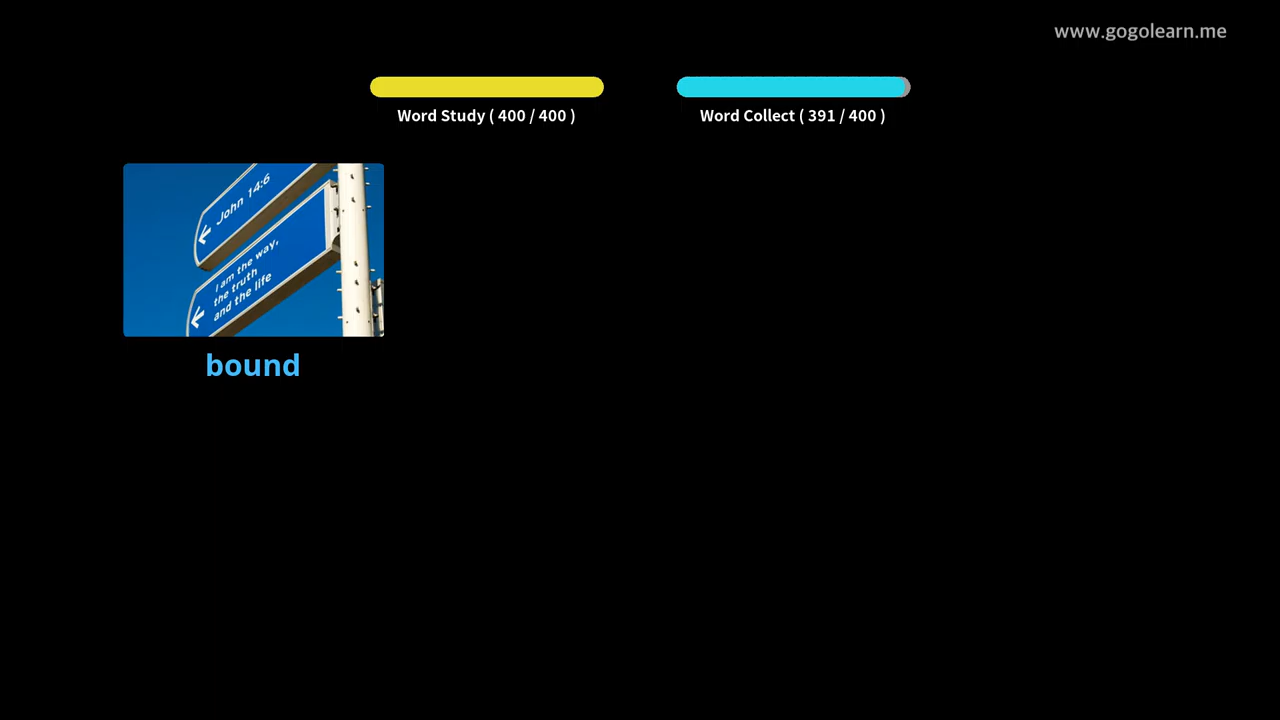 www.gogolearn.me
Word Study ( 400 / 400 )
Word Collect ( 391 / 400 )
John 14:6
I am the way,
the truth
and the life
bound